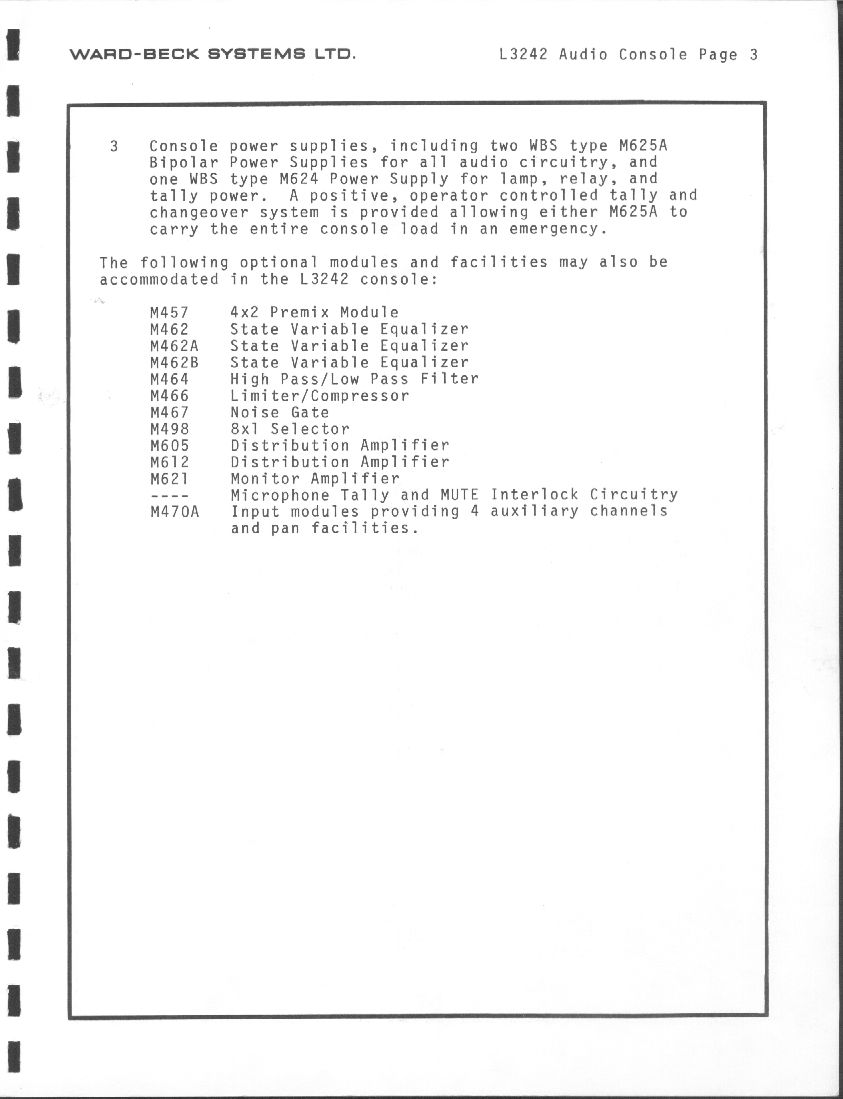 WARD-BECK SYSTEMS LTD. L3242 Audio Console Page 3
3 Console power supplies, including two WBS type M625A
Bipolar Power Supplies for all audio circuitry, and
one WBS type M624 Power Supply for lamp, relay, and
tally power. A positive, operator controlled tally and
changeover system is provided allowing either M625A to
carry the entire console load in an emergency.
The following optional modules and facilities may also be
accommodated in the L3242 console:
M457 4x2 Premix Module
M462 State Variable Equalizer
M462A State Variable Equalizer
M462B State Variable Equalizer
M464 High Pass/Low Pass Filter
M466 Limiter/Compressor
M467 Noise Gate
M498 8x1 Selector
M605 Distribution Amplifier
M612 Distribution Amplifier
M621 Monitor Amplifier
---- Microphone Tally and MUTE Interlock Circuitry
M470A Input modules providing 4 auxiliary channels
and pan facilities.